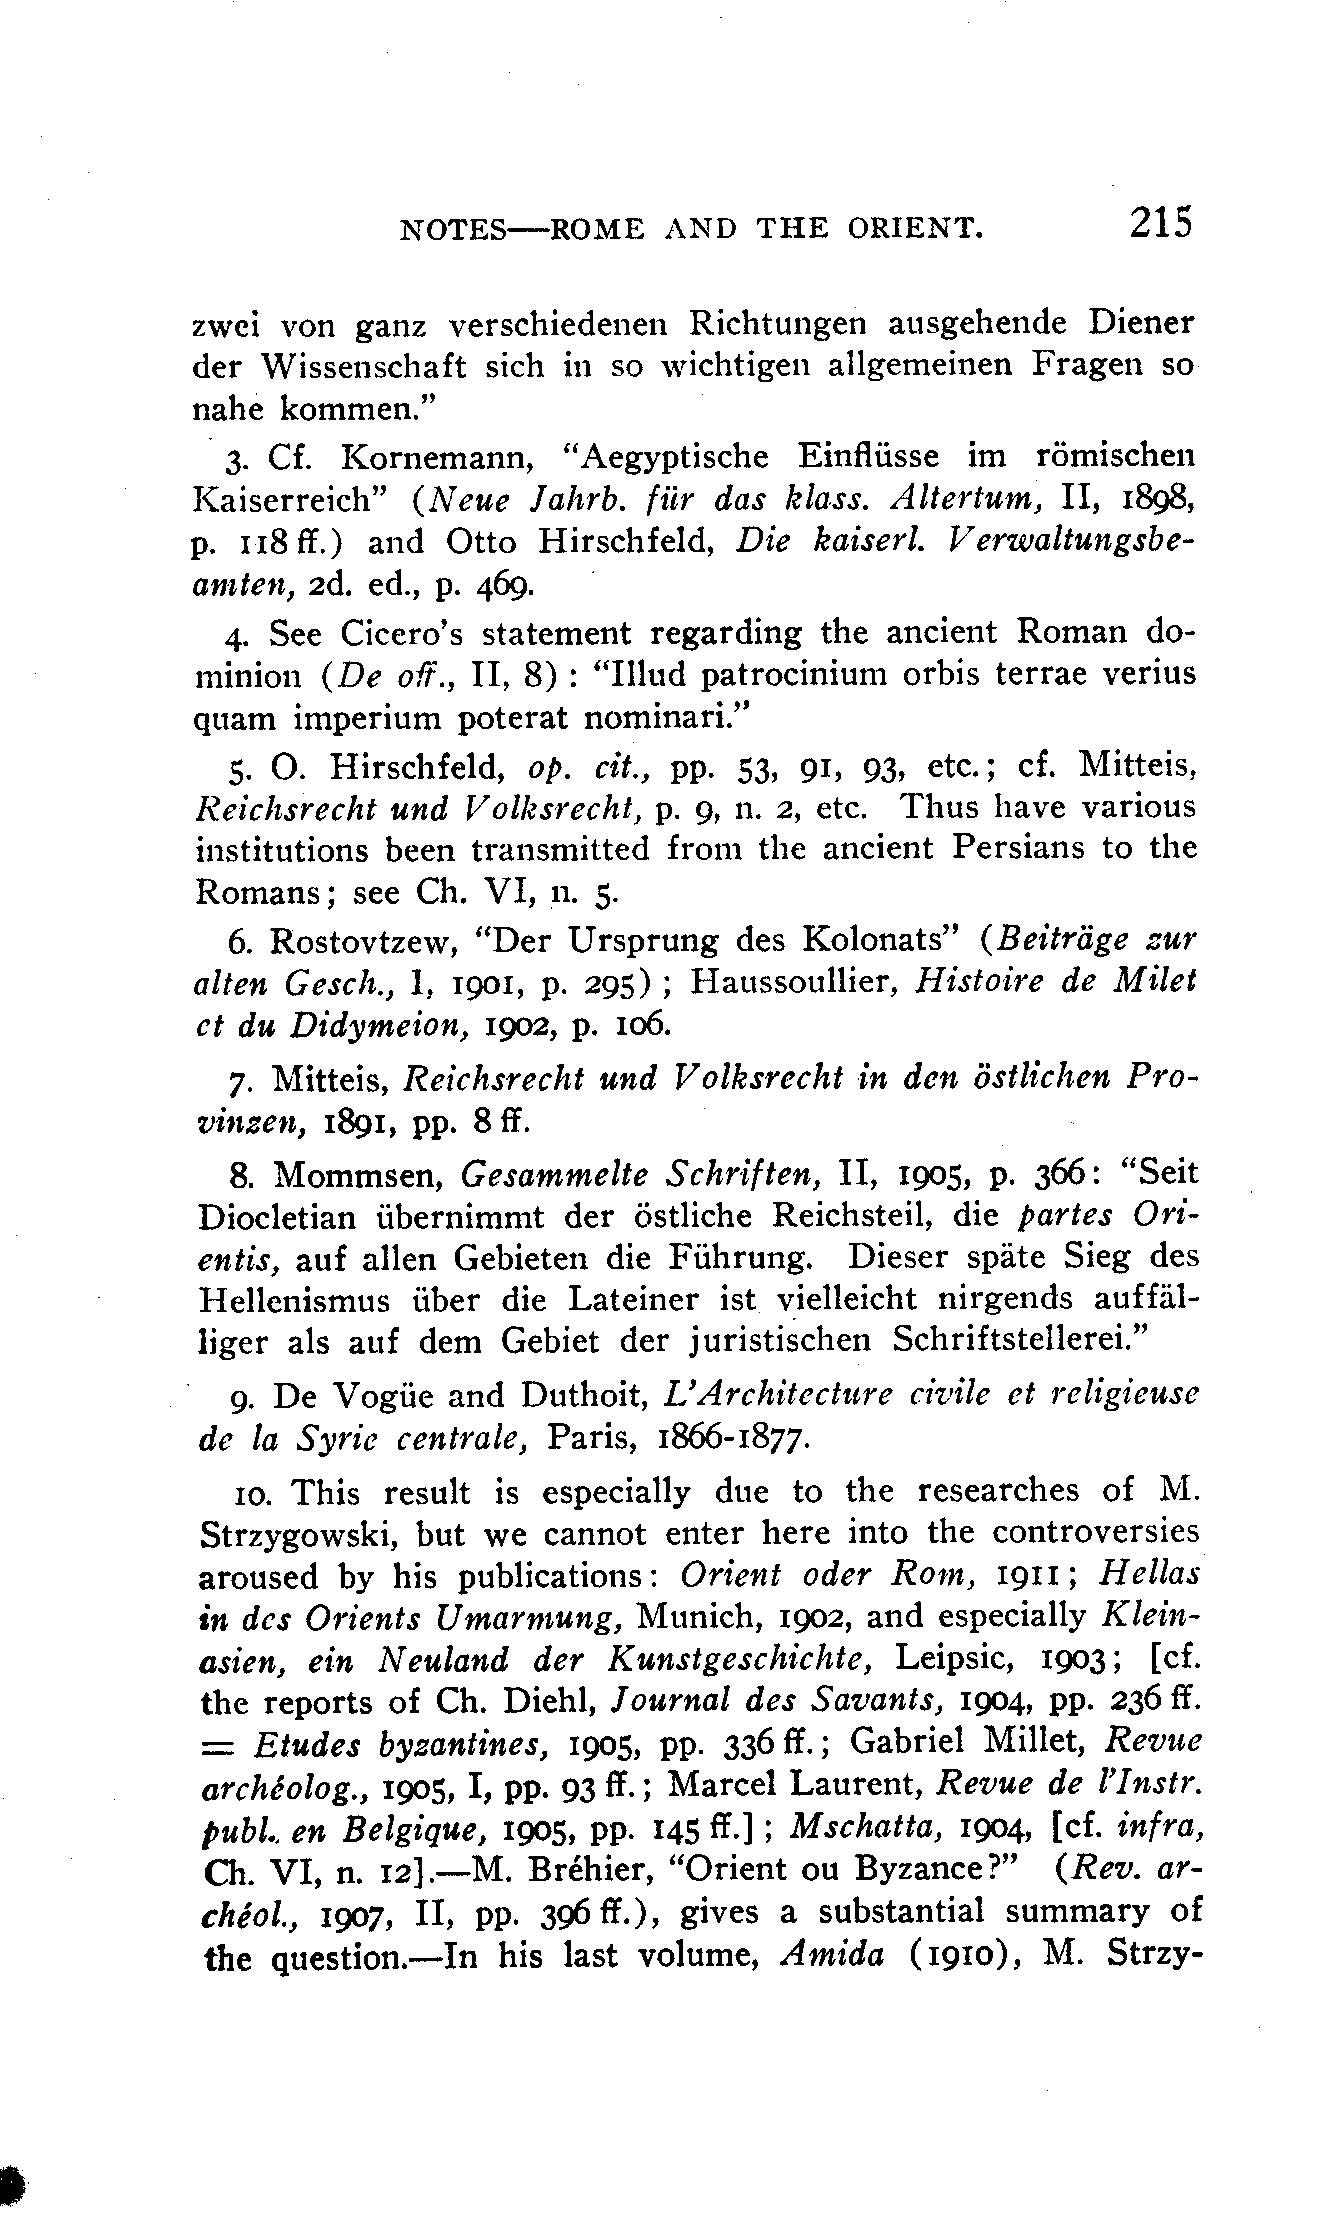 NOTES—ROME AND THE ORIENT. 215
zwei von ganz verschiedenen Richtungen ausgehende Diener
der Wissenschaft sich in so wichtigen allgemeinen Fragen so
nahe kommen.”
3. Cf. Kornemann, “Aegyptische Einflüsse im römischen
Kaiserreich” (Neue Jahrb. für das klass. Altertum, II, 1898,
p. 118 ff.) and Otto Hirschfeld, Die kaiserl. Verwaltungsbe-
amten, 2d. ed., p. 469.
4. See Cicero’s statement regarding the ancient Roman do-
minion (De off., II, 8) : “Illud patrocinium orbis terrae verius
quam imperium poterat nominari.”
5. O. Hirschfeld, op. cit., pp. 53, 91, 93, etc.; cf. Mitteis,
Reichsrecht und Volksrecht, p. 9, n. 2, etc. Thus have various
institutions been transmitted from the ancient Persians to the
Romans; see Ch. VI, n. 5.
6. Rostovtzew, “Der Ursprung des Kolonats” (Beiträge zur
alten Gesch., I, 1901, p. 295) ; Haussoullier, Histoire de Milet
et du Didymeion, 1902, p. 106.
7. Mitteis, Reichsrecht und Volksrecht in den östlichen Pro-
vinzen, 1891, pp. 8 ff.
8. Mommsen, Gesammelte Schriften, II, 1905, p. 366: “Seit
Diocletian übernimmt der östliche Reichsteil, die partes Ori-
entis, auf allen Gebieten die Führung. Dieser späte Sieg des
Hellenismus über die Lateiner ist vielleicht nirgends auffäl-
liger als auf dem Gebiet der juristischen Schriftstellerei.”
9. De Vogüe and Duthoit, L’Architecture civile et religieuse
de la Syrie centrale, Paris, 1866-1877.
10. This result is especially due to the researches of M.
Strzygowski, but we cannot enter here into the controversies
aroused by his publications: Orient oder Rom, 1911; Hellas
in des Orients Umarmung, Munich, 1902, and especially Klein-
asien, ein Neuland der Kunstgeschichte, Leipsic, 1903; [cf.
the reports of Ch. Diehl, Journal des Savants, 1904, pp. 236 ff.
= Etudes byzantines, 1905, pp. 336 ff.; Gabriel Millet, Revue
archéolog., 1905, I, pp. 93 ff.; Marcel Laurent, Revue de l’Instr.
publ. en Belgique, 1905, pp. 145 ff.] ; Mschatta, 1904, [cf. infra,
Ch. VI, n. 12].—M. Bréhier, “Orient ou Byzance?” (Rev. ar-
chéol., 1907, II, pp. 396 ff.), gives a substantial summary of
the question.—In his last volume, Amida (1910), M. Strzy-